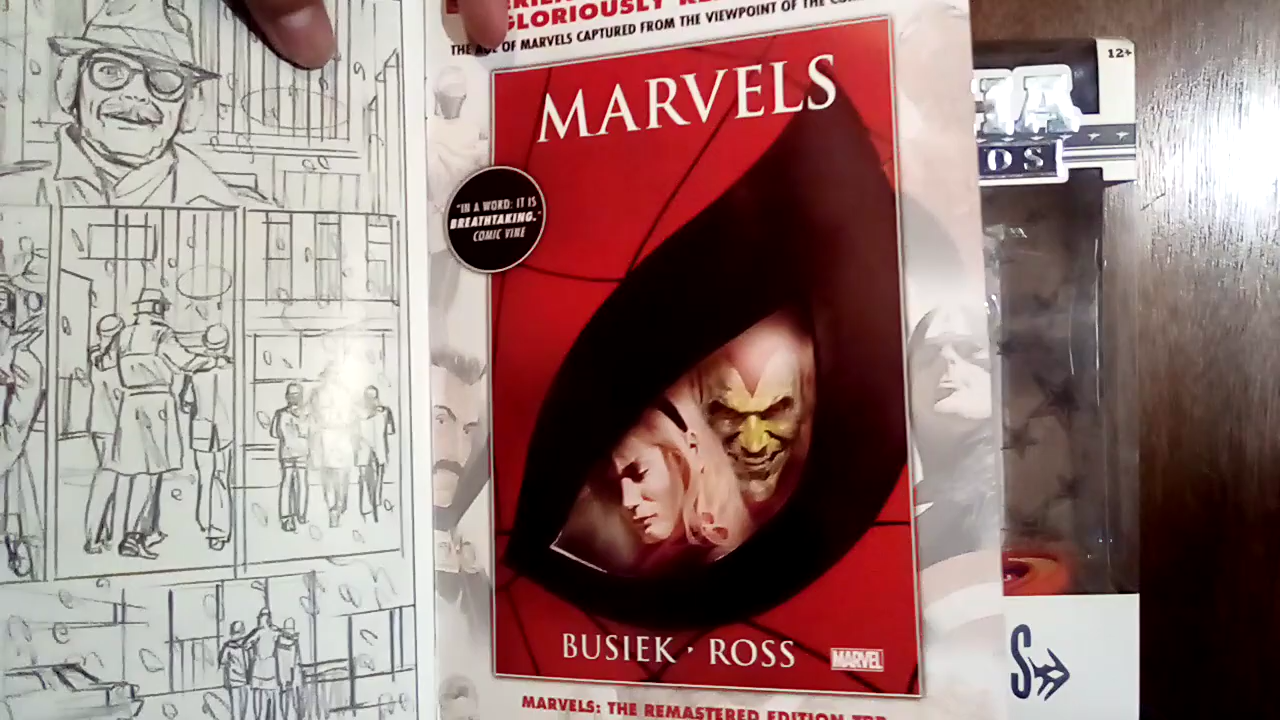 GLORIOUSLY
THE AGE OF MARVELS CAPTURED FROM THE VIEWPOINT OF THE
MARVELS
"IN A WORD: IT IS
BREATHTAKING."
COMIC VINE
BUSIEK · ROSS
MARVEL
MARVELS: THE REMASTERED EDITION TPB
12+